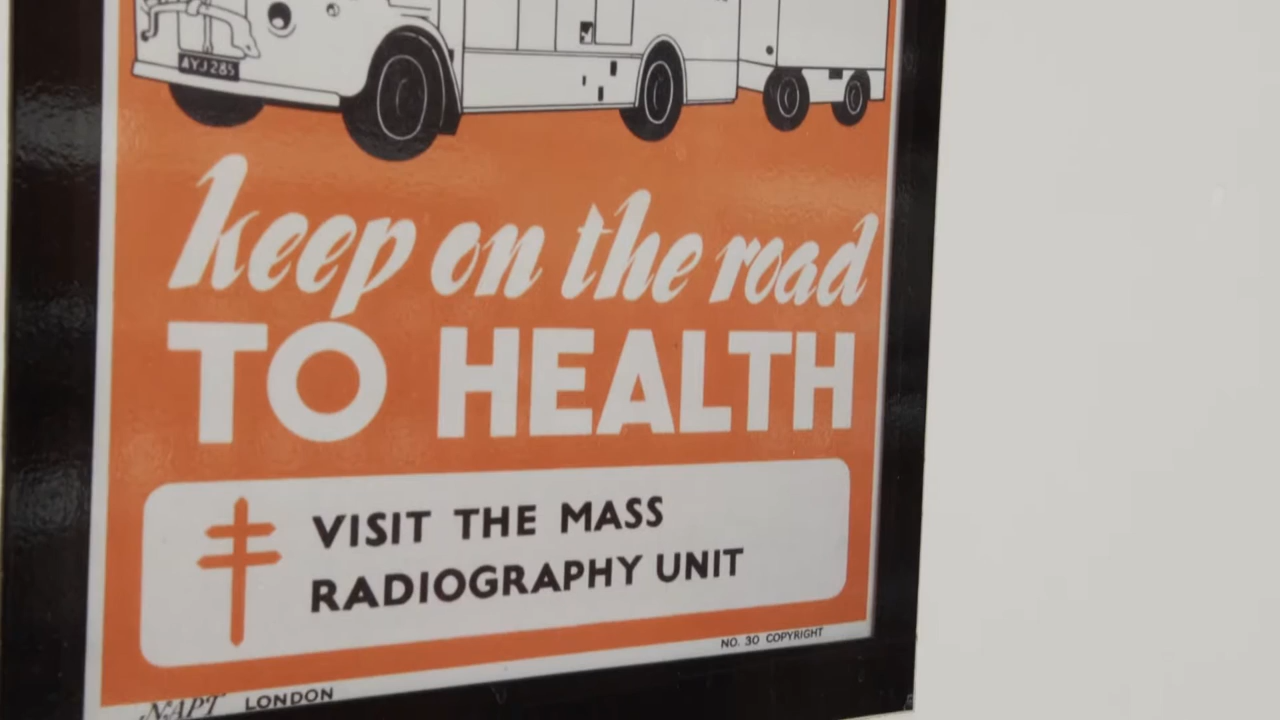 AYJ 285
keep on the road
TO HEALTH
VISIT THE MASS
RADIOGRAPHY UNIT
NO. 30 COPYRIGHT
NAPT LONDON